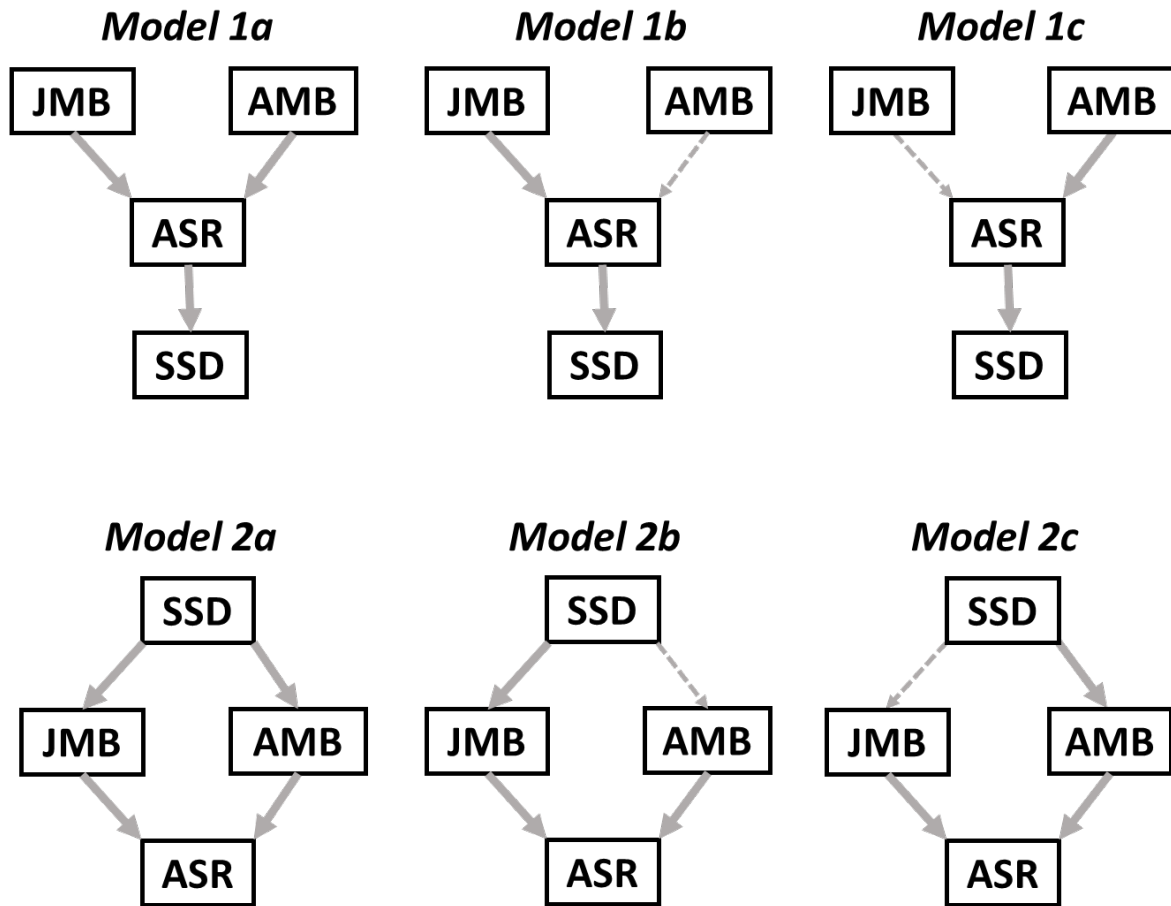 Model 1a Model 1b Model 1c
JMB AMB JMB AMB JMB AMB
ASR ASR ASR
SSD SSD SSD
Model 2a Model 2b Model 2c
SSD SSD SSD
JMB AMB JMB AMB JMB AMB
ASR ASR ASR